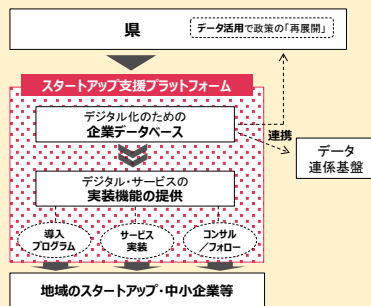 県
データ活用で政策の「再展開」
スタートアップ支援プラットフォーム
デジタル化のための
企業データベース
連携
データ
連係基盤
デジタル・サービスの
実装機能の提供
導入
プログラム
サービス
実装
コンサル
／フォロー
地域のスタートアップ・中小企業等